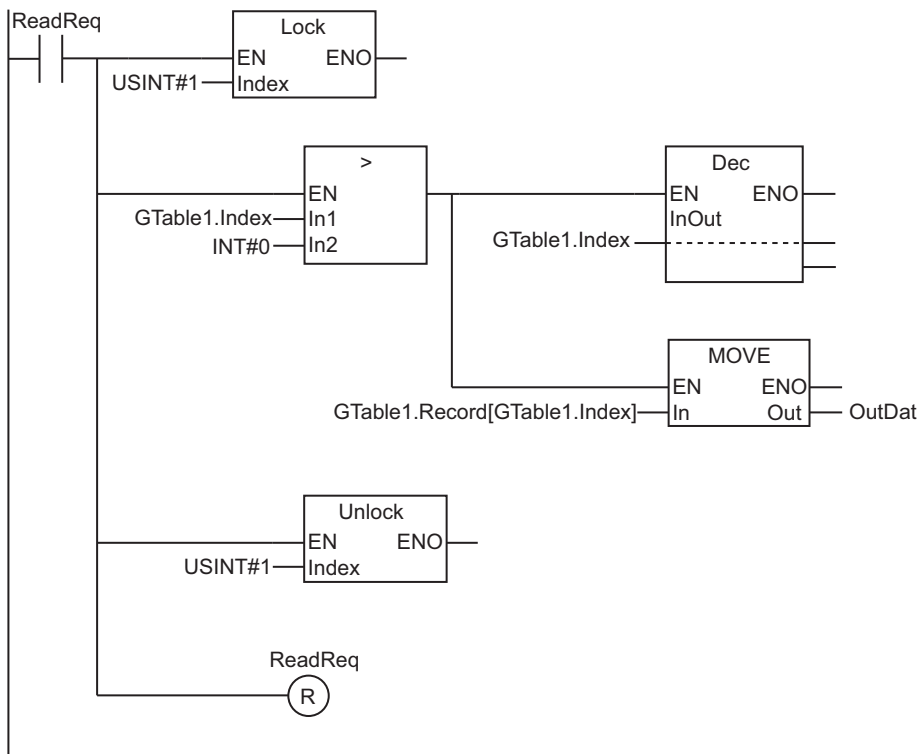 ReadReq
Lock
EN ENO
USINT#1 Index
>
EN
GTable1.Index In1
INT#0 In2
Dec
EN ENO
InOut
GTable1.Index
MOVE
EN ENO
GTable1.Record[GTable1.Index] In Out OutDat
Unlock
EN ENO
USINT#1 Index
ReadReq
R